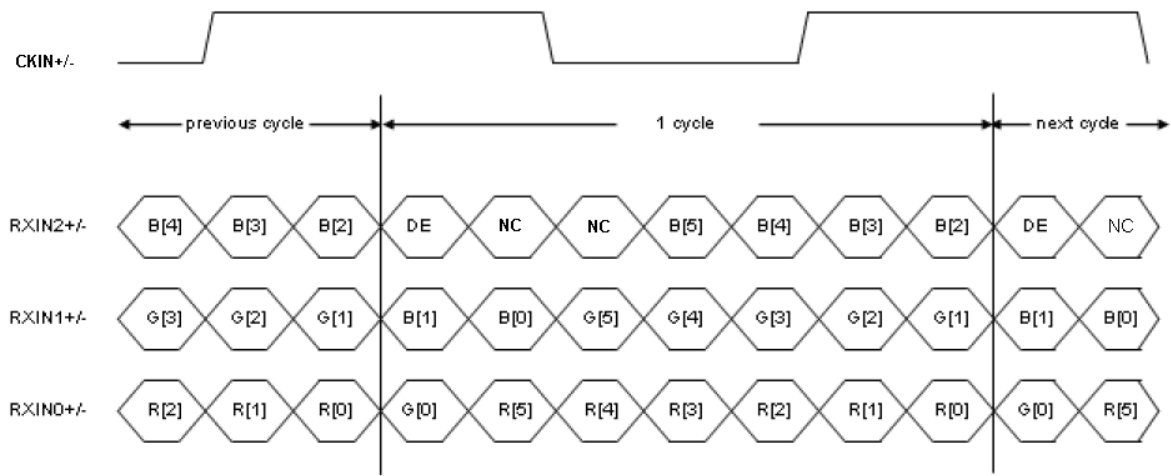 CKIN+/-
previous cycle 1 cycle next cycle
RXIN2+/- B[4] B[3] B[2] DE NC NC B[5] B[4] B[3] B[2] DE NC
RXIN1+/- G[3] G[2] G[1] B[1] B[0] G[5] G[4] G[3] G[2] G[1] B[1] B[0]
RXIN0+/- R[2] R[1] R[0] G[0] R[5] R[4] R[3] R[2] R[1] R[0] G[0] R[5]